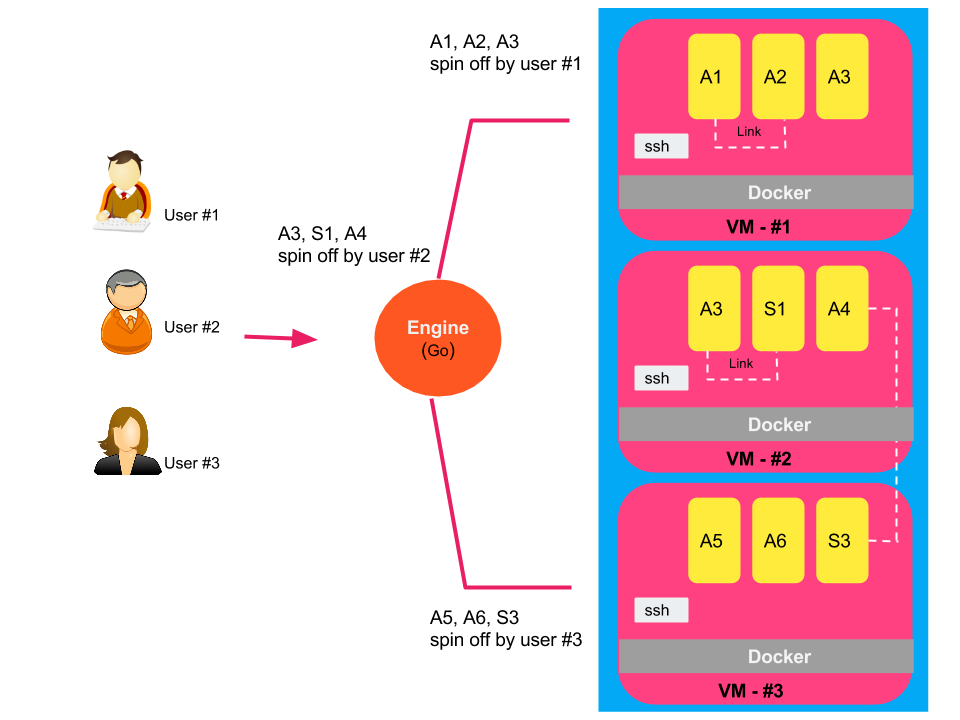 A1, A2, A3
spin off by user #1
User #1
User #2
User #3
A3, S1, A4
spin off by user #2
Engine
(Go)
A5, A6, S3
spin off by user #3
A1 A2 A3
Link
ssh
Docker
VM - #1
A3 S1 A4
Link
ssh
Docker
VM - #2
A5 A6 S3
ssh
Docker
VM - #3